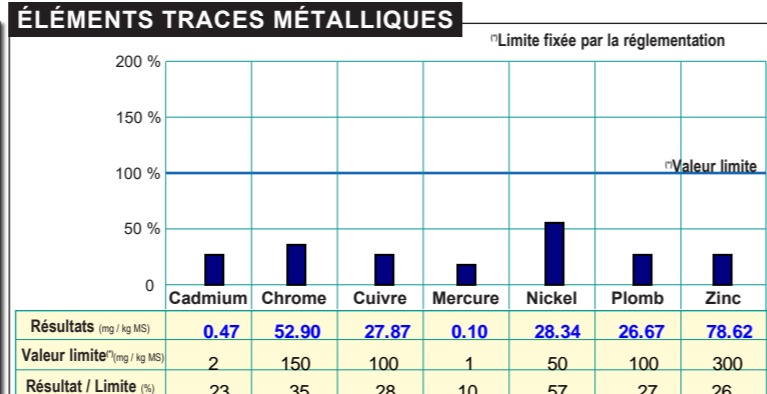 ÉLÉMENTS TRACES MÉTALLIQUES
(*)Limite fixée par la réglementation
200 %
150 %
100 %
(*)Valeur limite
50 %
0
Cadmium Chrome Cuivre Mercure Nickel Plomb Zinc
Résultats (mg / kg MS) 0.47 52.90 27.87 0.10 28.34 26.67 78.62
Valeur limite(*)(mg / kg MS) 2 150 100 1 50 100 300
Résultat / Limite (%) 23 35 28 10 57 27 26